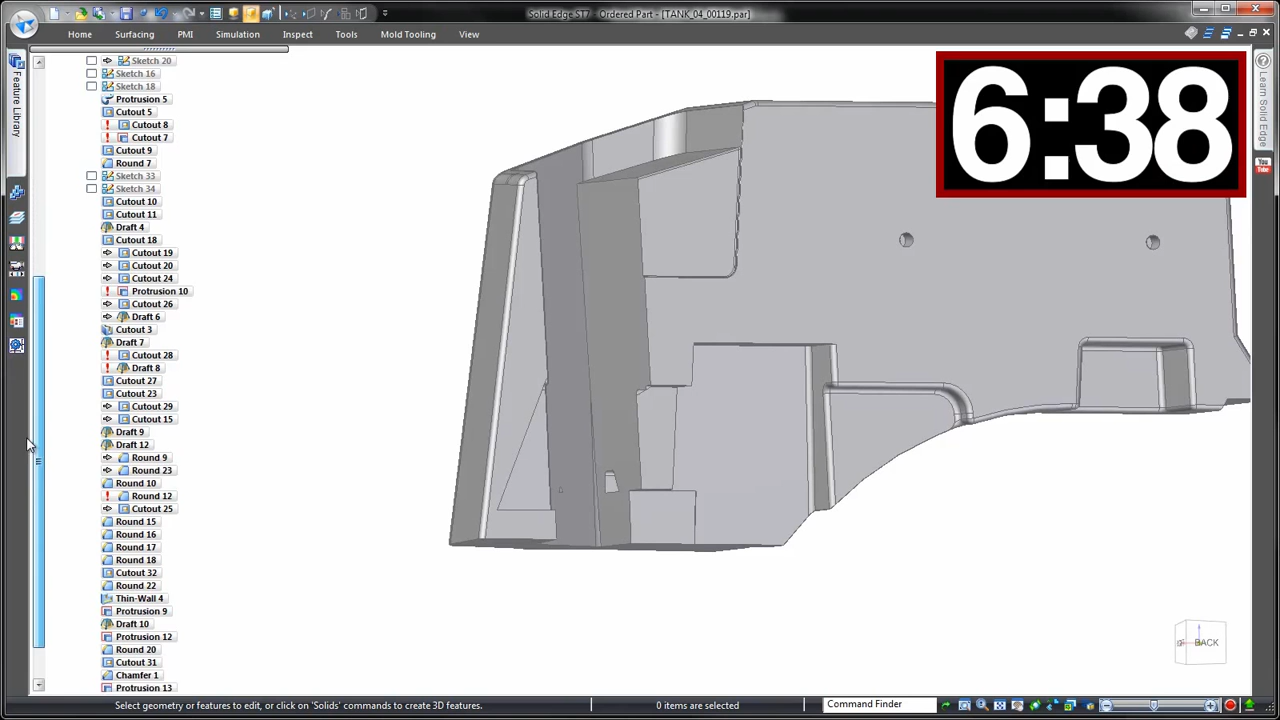 Solid Edge ST7 - Ordered Part - [TANK_04_00119.par]
Home
Surfacing
PMI
Simulation
Inspect
Tools
Mold Tooling
View
Feature Library
Learn Solid Edge
You Tube
6:38
Sketch 20
Sketch 16
Sketch 18
Protrusion 5
Cutout 5
Cutout 8
Cutout 7
Cutout 9
Round 7
Sketch 33
Sketch 34
Cutout 10
Cutout 11
Draft 4
Cutout 18
Cutout 19
Cutout 20
Cutout 24
Protrusion 10
Cutout 26
Draft 6
Cutout 3
Draft 7
Cutout 28
Draft 8
Cutout 27
Cutout 23
Cutout 29
Cutout 15
Draft 9
Draft 12
Round 9
Round 23
Round 10
Round 12
Cutout 25
Round 15
Round 16
Round 17
Round 18
Cutout 32
Round 22
Thin-Wall 4
Protrusion 9
Draft 10
Protrusion 12
Round 20
Cutout 31
Chamfer 1
Protrusion 13
BACK
Select geometry or features to edit, or click on 'Solids' commands to create 3D features.
0 items are selected
Command Finder